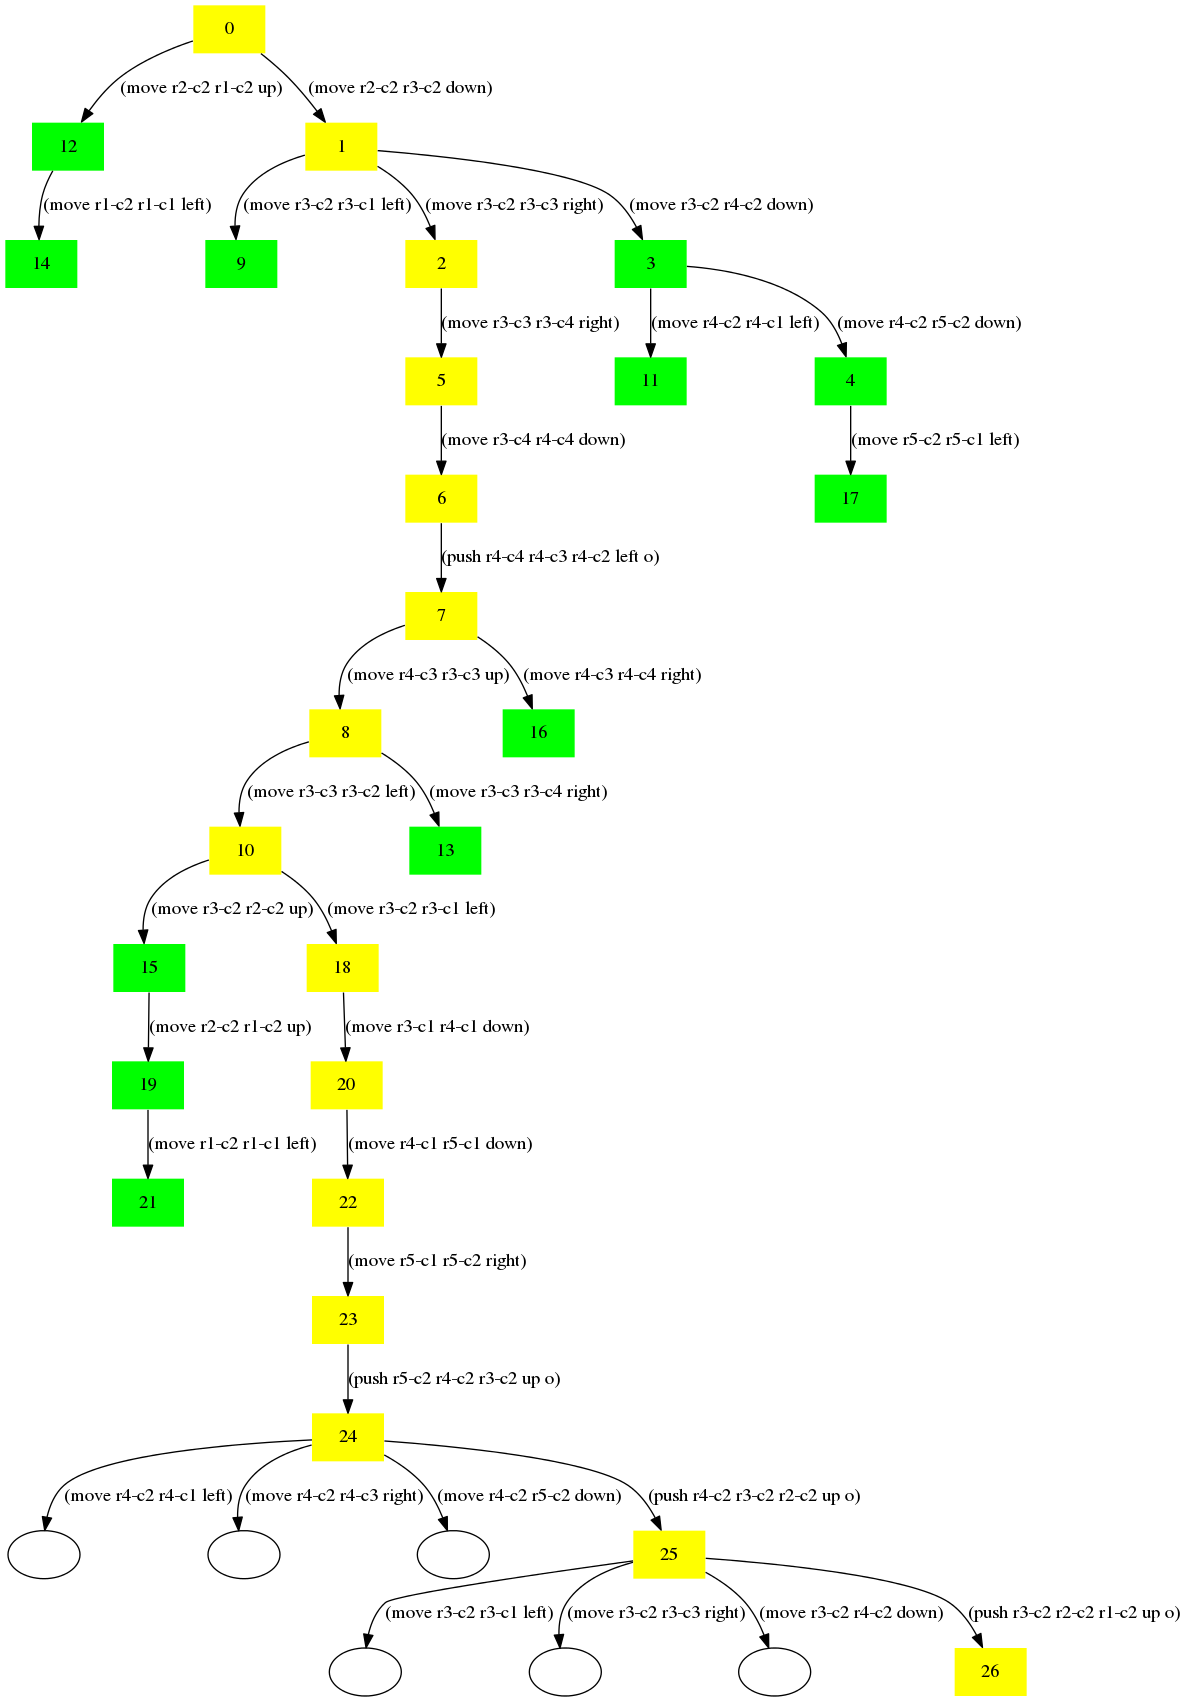 0
(move r2-c2 r1-c2 up)
(move r2-c2 r3-c2 down)
12
1
(move r1-c2 r1-c1 left)
(move r3-c2 r3-c1 left)
(move r3-c2 r3-c3 right)
(move r3-c2 r4-c2 down)
14
9
2
3
(move r3-c3 r3-c4 right)
(move r4-c2 r4-c1 left)
(move r4-c2 r5-c2 down)
5
11
4
(move r3-c4 r4-c4 down)
(move r5-c2 r5-c1 left)
6
17
(push r4-c4 r4-c3 r4-c2 left o)
7
(move r4-c3 r3-c3 up)
(move r4-c3 r4-c4 right)
8
16
(move r3-c3 r3-c2 left)
(move r3-c3 r3-c4 right)
10
13
(move r3-c2 r2-c2 up)
(move r3-c2 r3-c1 left)
15
18
(move r2-c2 r1-c2 up)
(move r3-c1 r4-c1 down)
19
20
(move r1-c2 r1-c1 left)
(move r4-c1 r5-c1 down)
21
22
(move r5-c1 r5-c2 right)
23
(push r5-c2 r4-c2 r3-c2 up o)
24
(move r4-c2 r4-c1 left)
(move r4-c2 r4-c3 right)
(move r4-c2 r5-c2 down)
(push r4-c2 r3-c2 r2-c2 up o)
25
(move r3-c2 r3-c1 left)
(move r3-c2 r3-c3 right)
(move r3-c2 r4-c2 down)
(push r3-c2 r2-c2 r1-c2 up o)
26